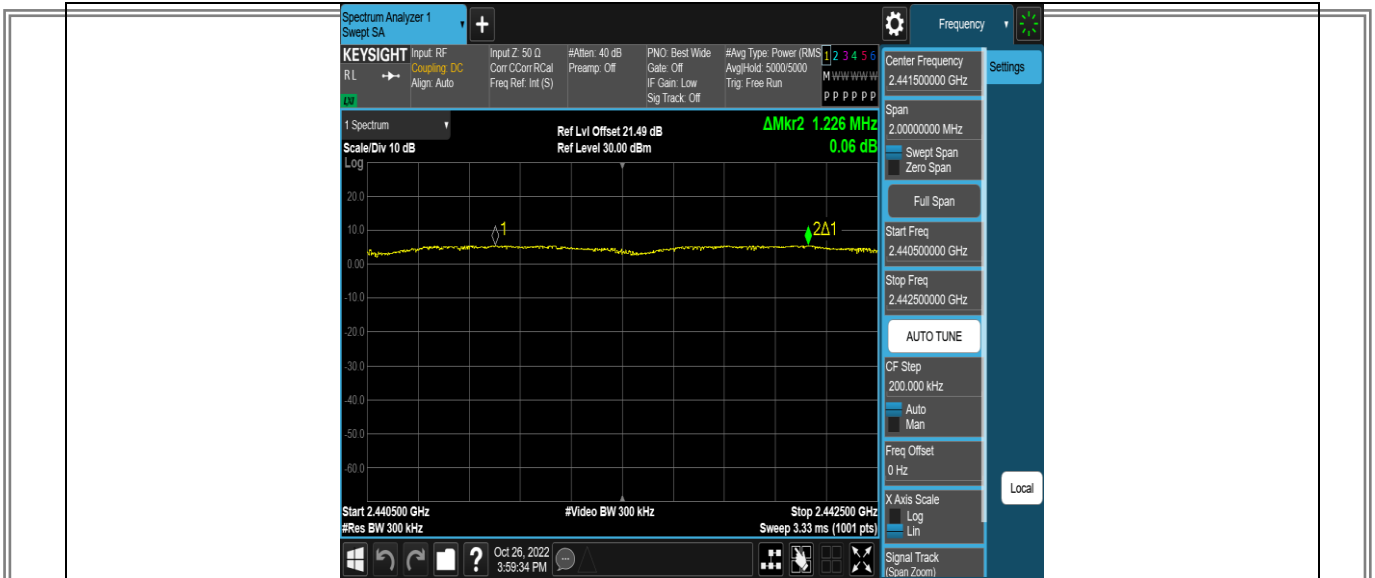 Spectrum Analyzer 1
Swept SA
Frequency
KEYSIGHT
RL
LXI
Input: RF
Coupling: DC
Align: Auto
Input Z: 50 Ω
Corr CCorr RCal
Freq Ref: Int (S)
#Atten: 40 dB
Preamp: Off
PNO: Best Wide
Gate: Off
IF Gain: Low
Sig Track: Off
#Avg Type: Power (RMS
Avg|Hold: 5000/5000
Trig: Free Run
1 2 3 4 5 6
M W W W W W
P P P P P P
Center Frequency
2.441500000 GHz
Settings
1 Spectrum
Ref Lvl Offset 21.49 dB
ΔMkr2 1.226 MHz
Scale/Div 10 dB
Ref Level 30.00 dBm
0.06 dB
Log
20.0
10.0
0.00
-10.0
-20.0
-30.0
-40.0
-50.0
-60.0
1
2Δ1
Start 2.440500 GHz
#Video BW 300 kHz
Stop 2.442500 GHz
#Res BW 300 kHz
Sweep 3.33 ms (1001 pts)
Span
2.00000000 MHz
Swept Span
Zero Span
Full Span
Start Freq
2.440500000 GHz
Stop Freq
2.442500000 GHz
AUTO TUNE
CF Step
200.000 kHz
Auto
Man
Freq Offset
0 Hz
X Axis Scale
Log
Lin
Local
Signal Track
(Span Zoom)
?
Oct 26, 2022
3:59:34 PM